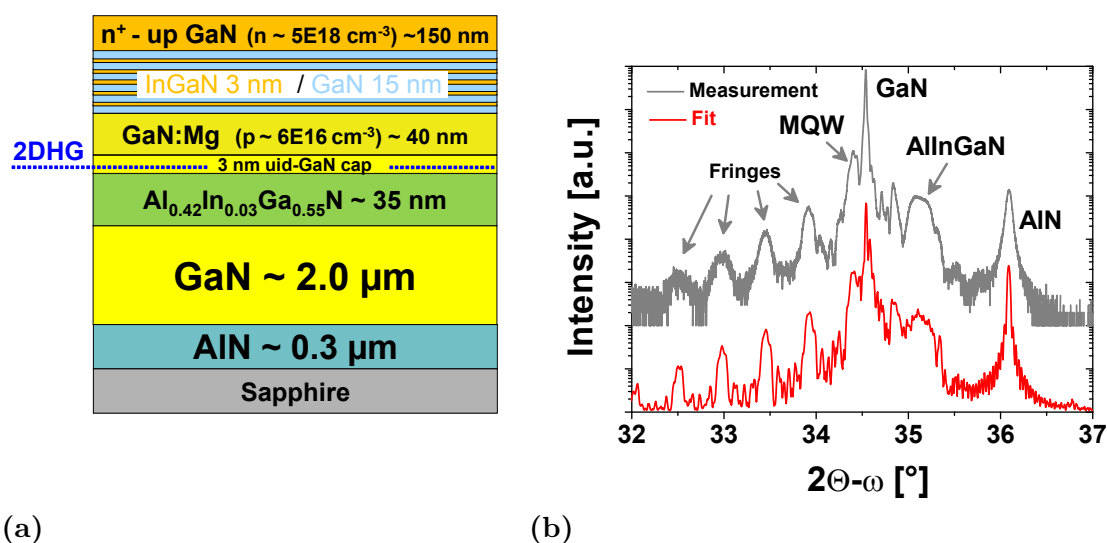 n⁺ - up GaN (n ~ 5E18 cm⁻³) ~150 nm
InGaN 3 nm / GaN 15 nm
GaN:Mg (p ~ 6E16 cm⁻³) ~ 40 nm
2DHG
3 nm uid-GaN cap
Al₀.₄₂In₀.₀₃Ga₀.₅₅N ~ 35 nm
GaN ~ 2.0 µm
AlN ~ 0.3 µm
Sapphire
(a)
Measurement
Fit
GaN
MQW
AlInGaN
Fringes
AlN
Intensity [a.u.]
32 33 34 35 36 37
2Θ-ω [°]
(b)